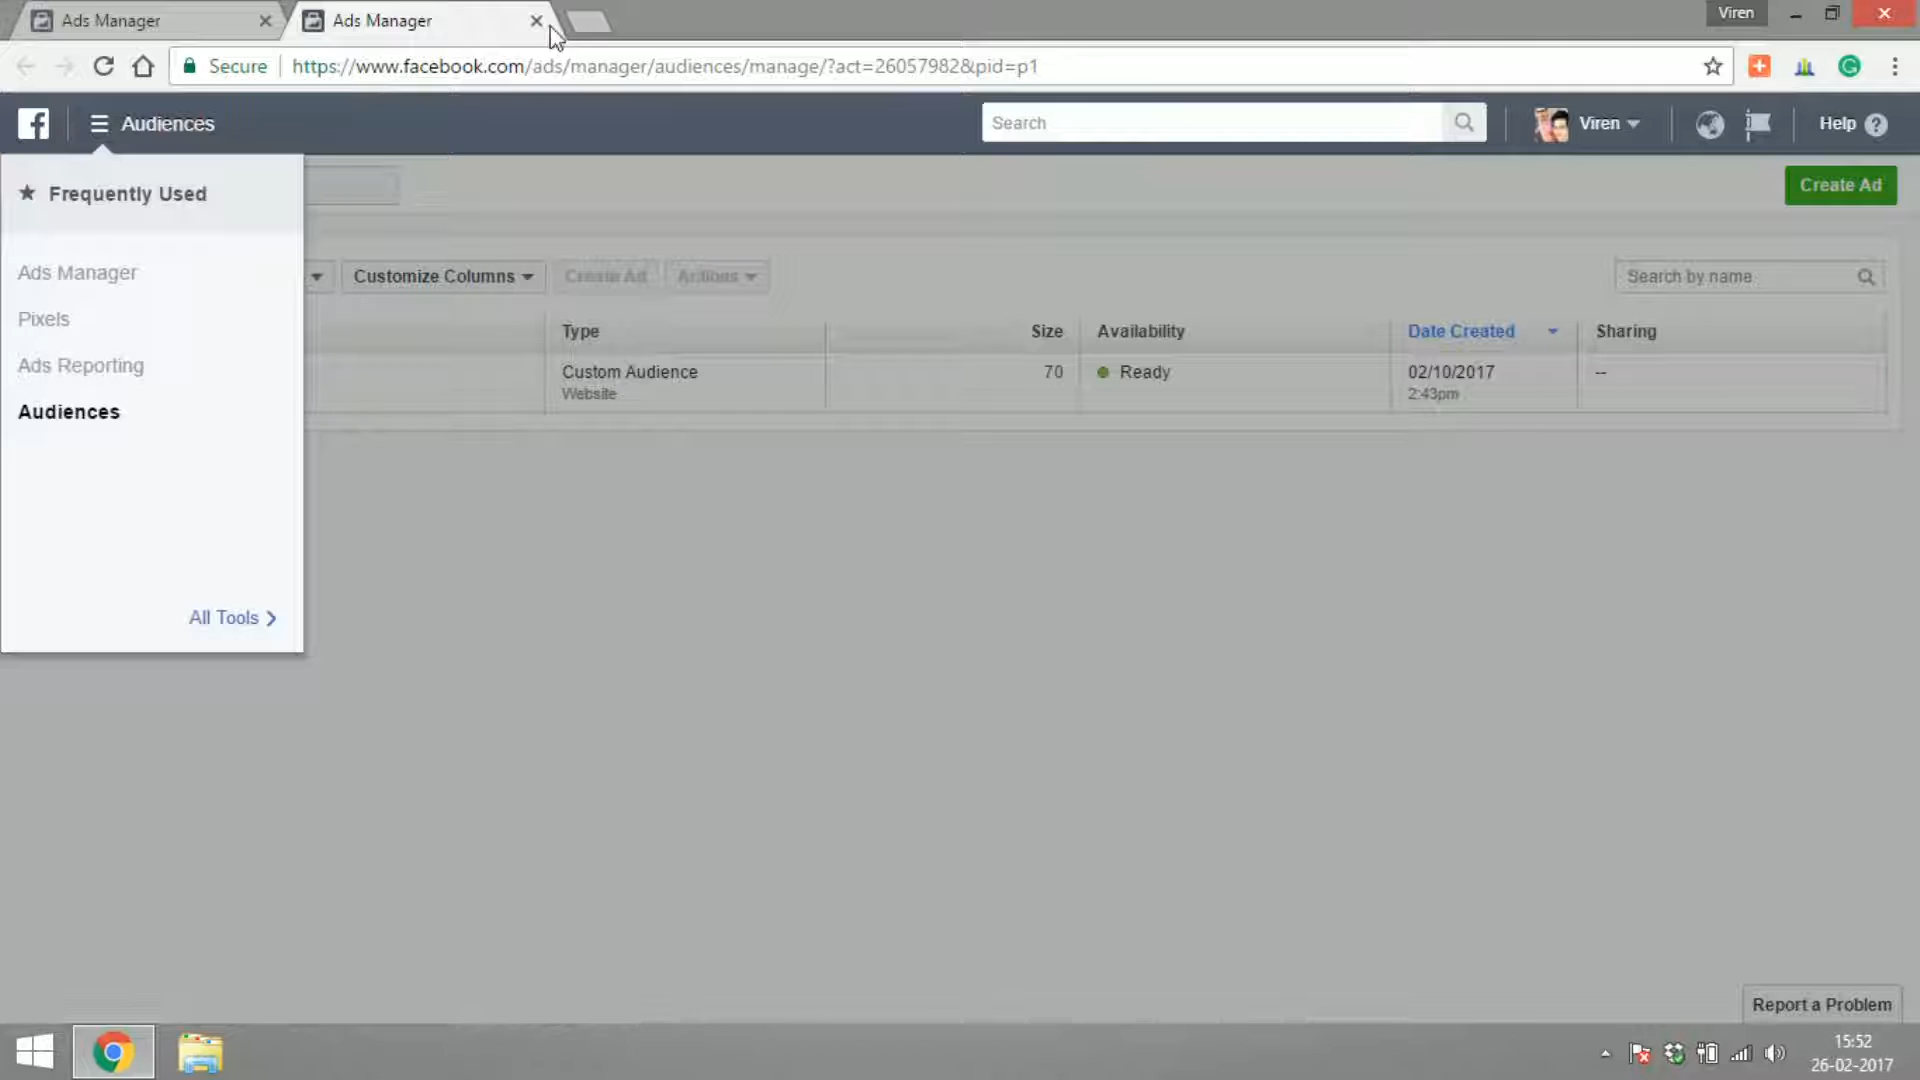 Ads Manager
Ads Manager
Viren
Secure
https://www.facebook.com/ads/manager/audiences/manage/?act=26057982&pid=p1
Audiences
Search
Viren
Help
Frequently Used
Create Ad
Ads Manager
Pixels
Ads Reporting
Audiences
All Tools
Customize Columns
Create Ad
Actions
Search by name
Type
Size
Availability
Date Created
Sharing
Custom Audience
70
Ready
02/10/2017
--
Website
2:43pm
Report a Problem
15:52
26-02-2017